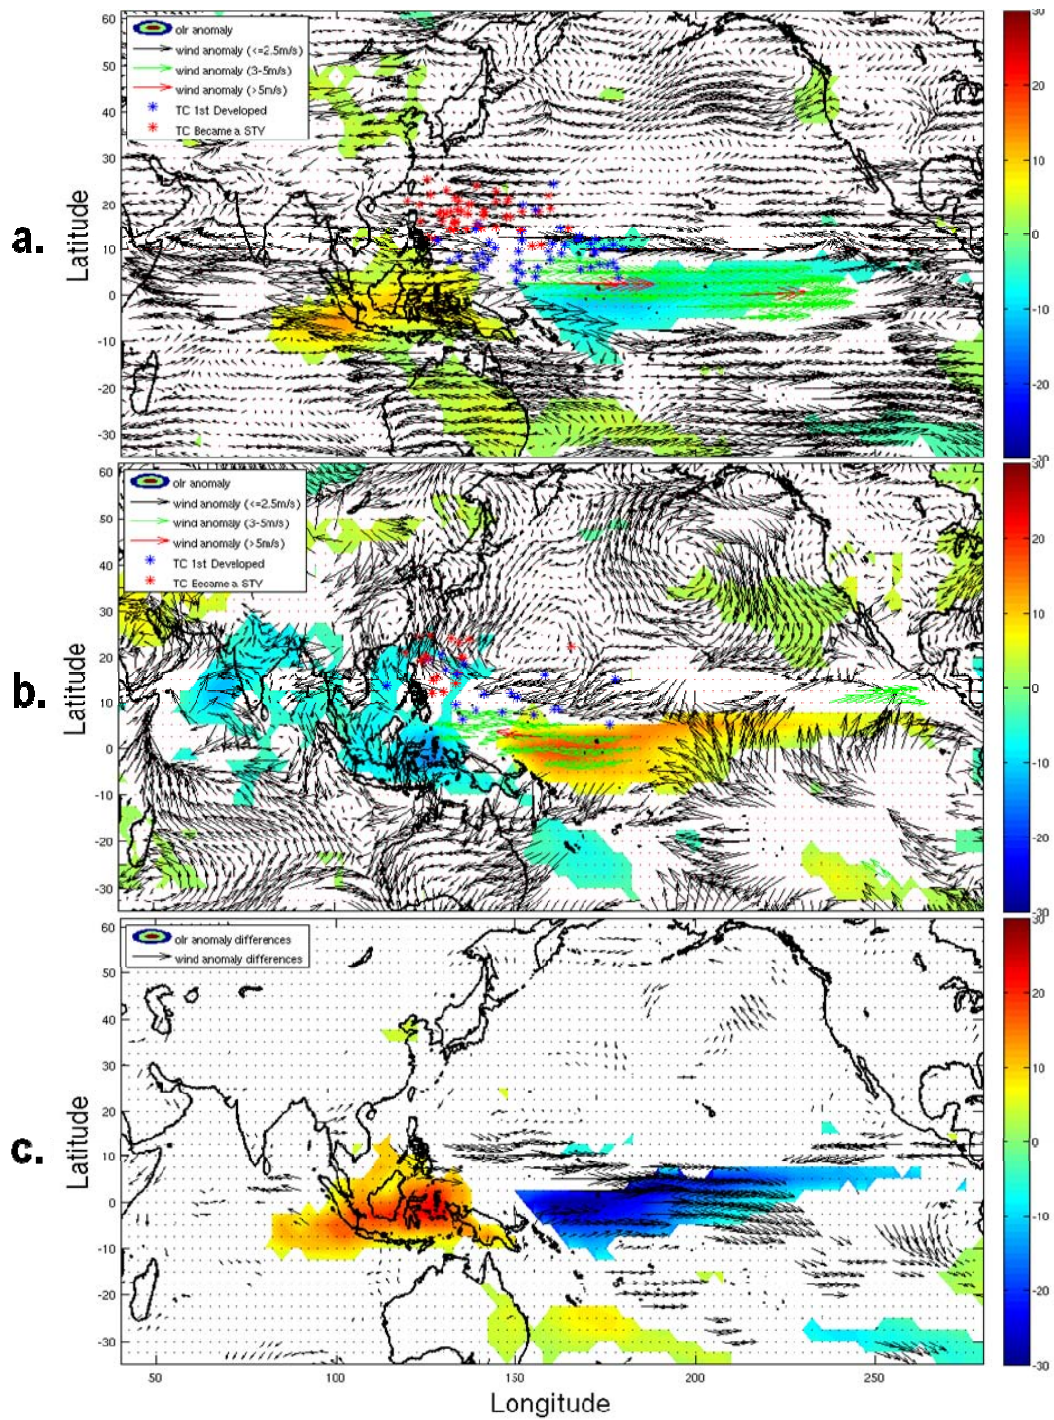 a.
Latitude
60
50
40
30
20
10
0
-10
-20
-30
olr anomaly
wind anomaly (<=2.5m/s)
wind anomaly (3-5m/s)
wind anomaly (>5m/s)
TC 1st Developed
TC Became a STY
30
20
10
0
-10
-20
-30
b.
Latitude
60
50
40
30
20
10
0
-10
-20
-30
olr anomaly
wind anomaly (<=2.5m/s)
wind anomaly (3-5m/s)
wind anomaly (>5m/s)
TC 1st Developed
TC Became a STY
30
20
10
0
-10
-20
-30
c.
Latitude
60
50
40
30
20
10
0
-10
-20
-30
olr anomaly differences
wind anomaly differences
30
20
10
0
-10
-20
-30
50
100
150
200
250
Longitude